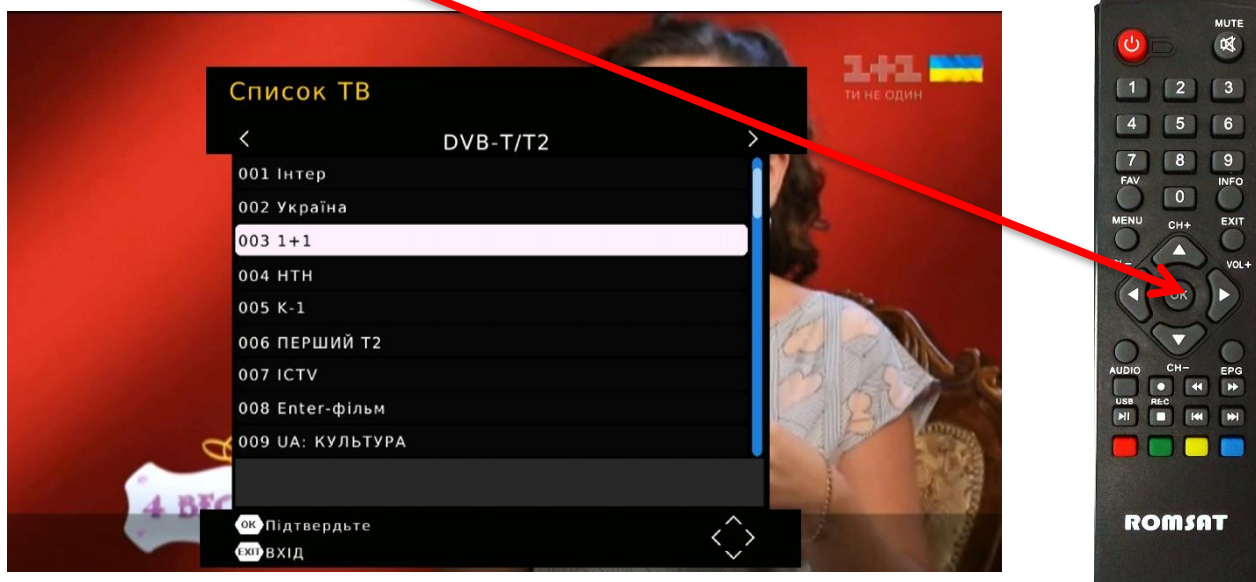 1+1
ТИ НЕ ОДИН
Список ТВ
DVB-T/T2
001 Інтер
002 Україна
003 1+1
004 НТН
005 К-1
006 ПЕРШИЙ Т2
007 ICTV
008 Enter-фільм
009 UA: КУЛЬТУРА
4 ВЕС
OK Підтвердьте
EXIT ВХІД
MUTE
1 2 3
4 5 6
7 8 9
FAV 0 INFO
MENU CH+ EXIT
VOL+
OK
AUDIO CH- EPG
USB REC
ROMSAT